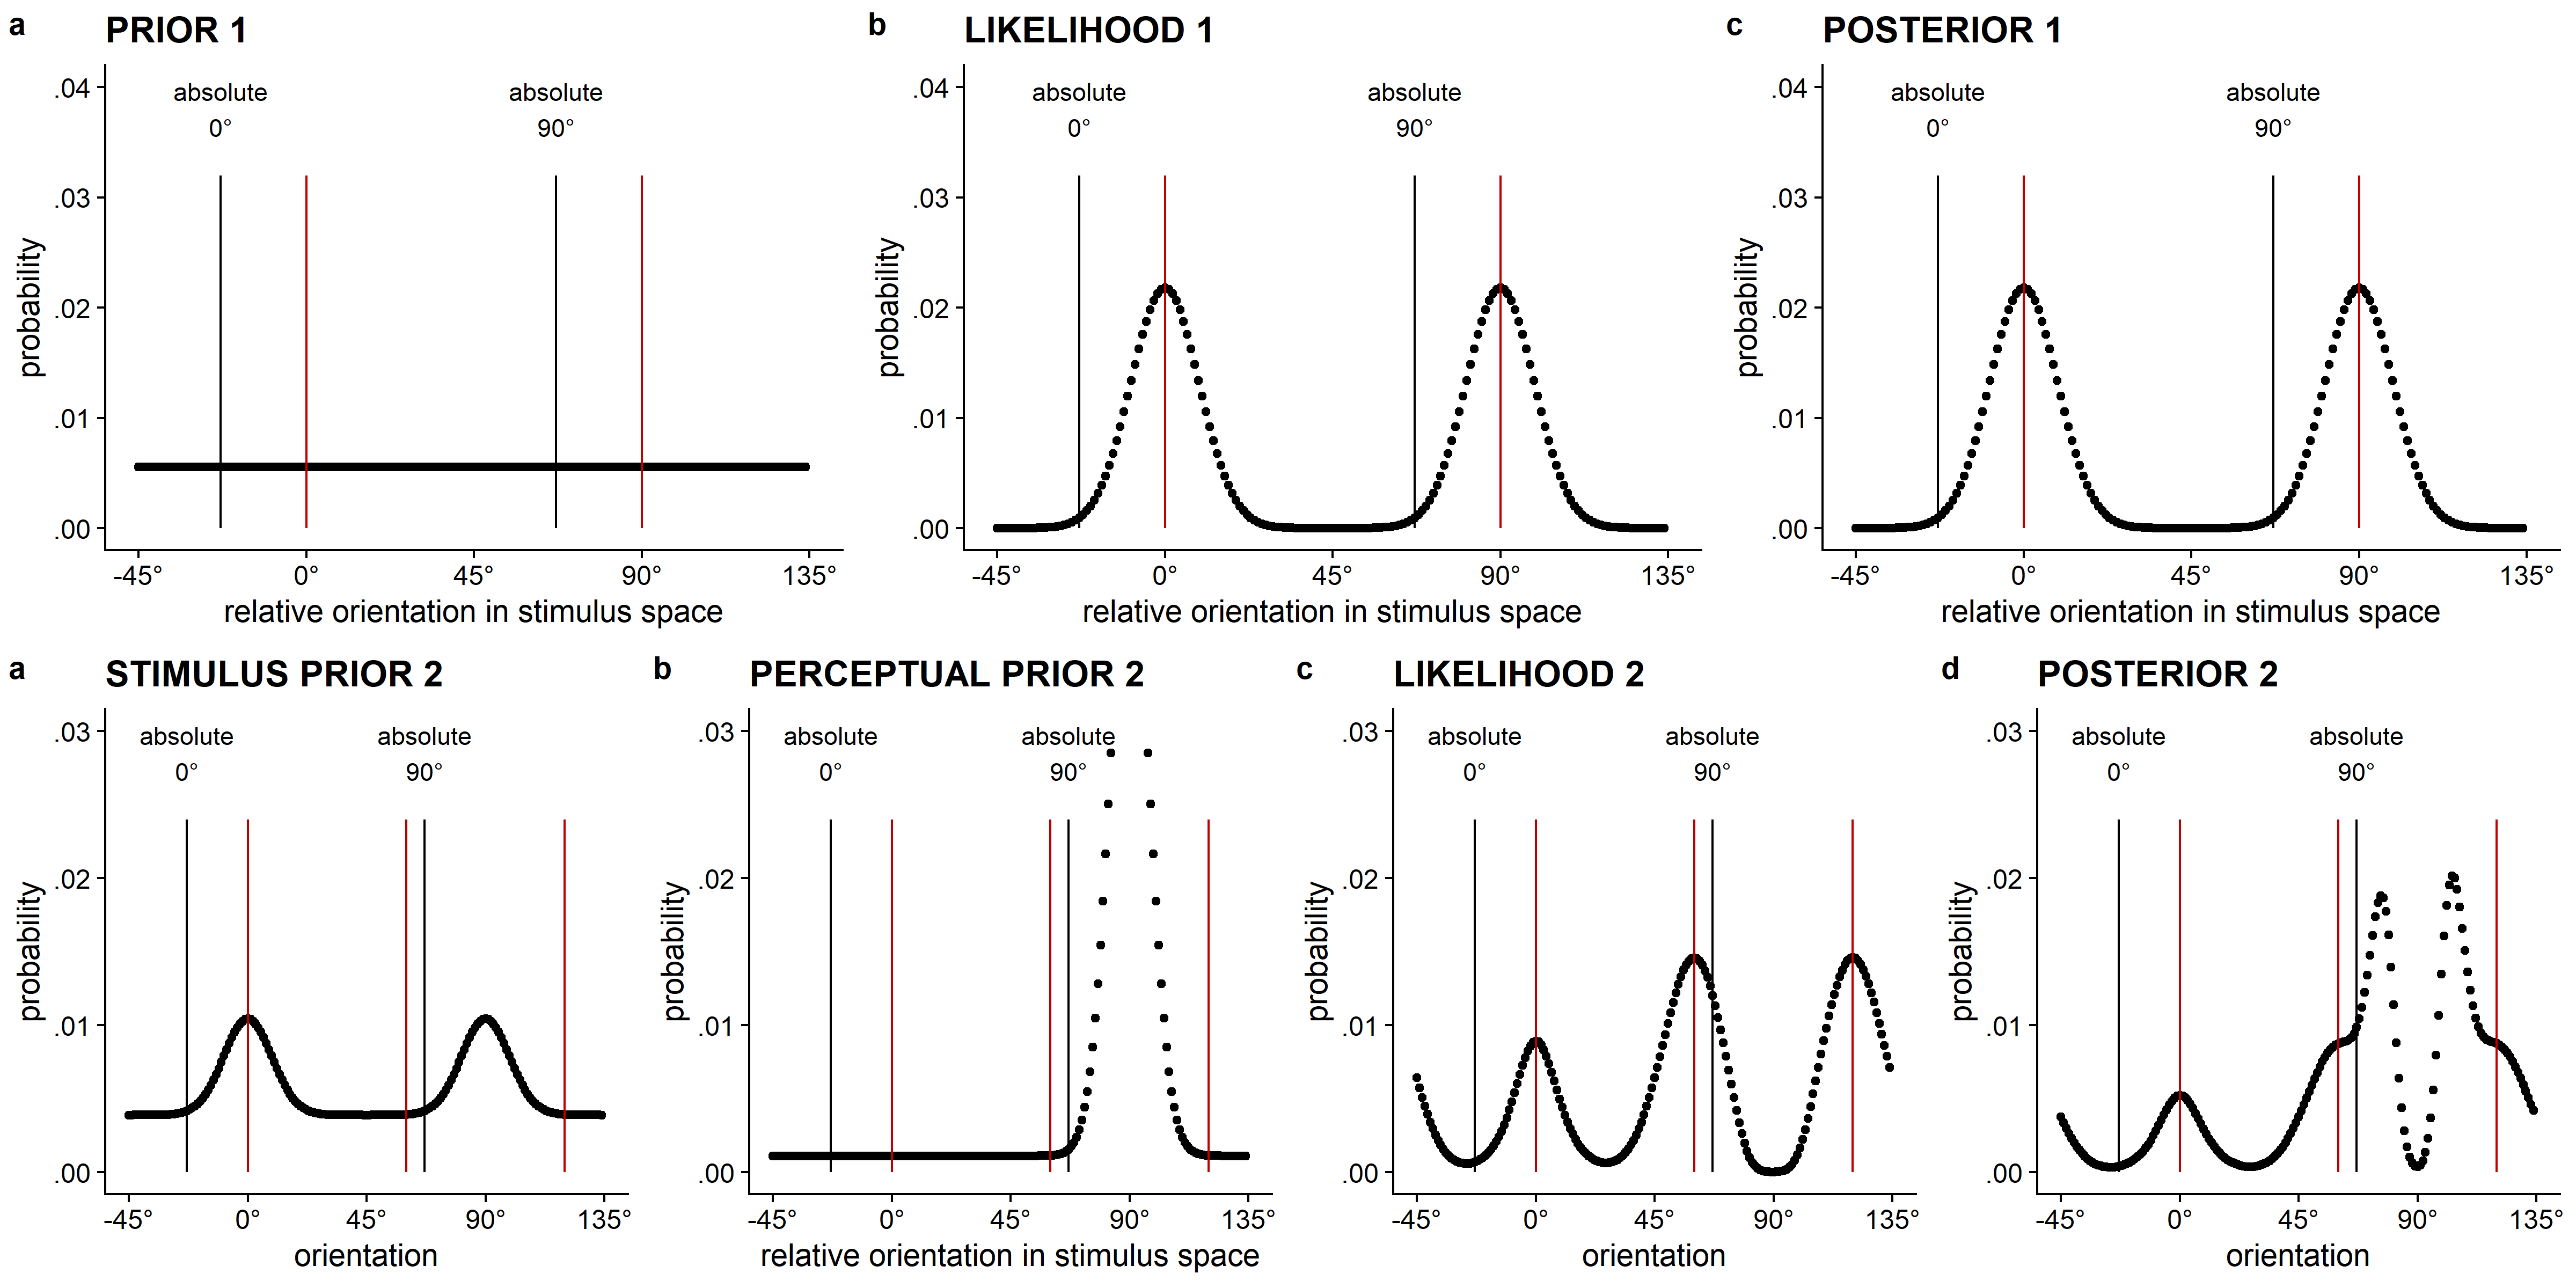 a PRIOR 1
absolute 0°
absolute 90°
.04
.03
.02
.01
.00
probability
-45° 0° 45° 90° 135°
relative orientation in stimulus space
b LIKELIHOOD 1
absolute 0°
absolute 90°
.04
.03
.02
.01
.00
probability
-45° 0° 45° 90° 135°
relative orientation in stimulus space
c POSTERIOR 1
absolute 0°
absolute 90°
.04
.03
.02
.01
.00
probability
-45° 0° 45° 90° 135°
relative orientation in stimulus space
a STIMULUS PRIOR 2
absolute 0°
absolute 90°
.03
.02
.01
.00
probability
-45° 0° 45° 90° 135°
orientation
b PERCEPTUAL PRIOR 2
absolute 0°
absolute 90°
.03
.02
.01
.00
probability
-45° 0° 45° 90° 135°
relative orientation in stimulus space
c LIKELIHOOD 2
absolute 0°
absolute 90°
.03
.02
.01
.00
probability
-45° 0° 45° 90° 135°
orientation
d POSTERIOR 2
absolute 0°
absolute 90°
.03
.02
.01
.00
probability
-45° 0° 45° 90° 135°
orientation